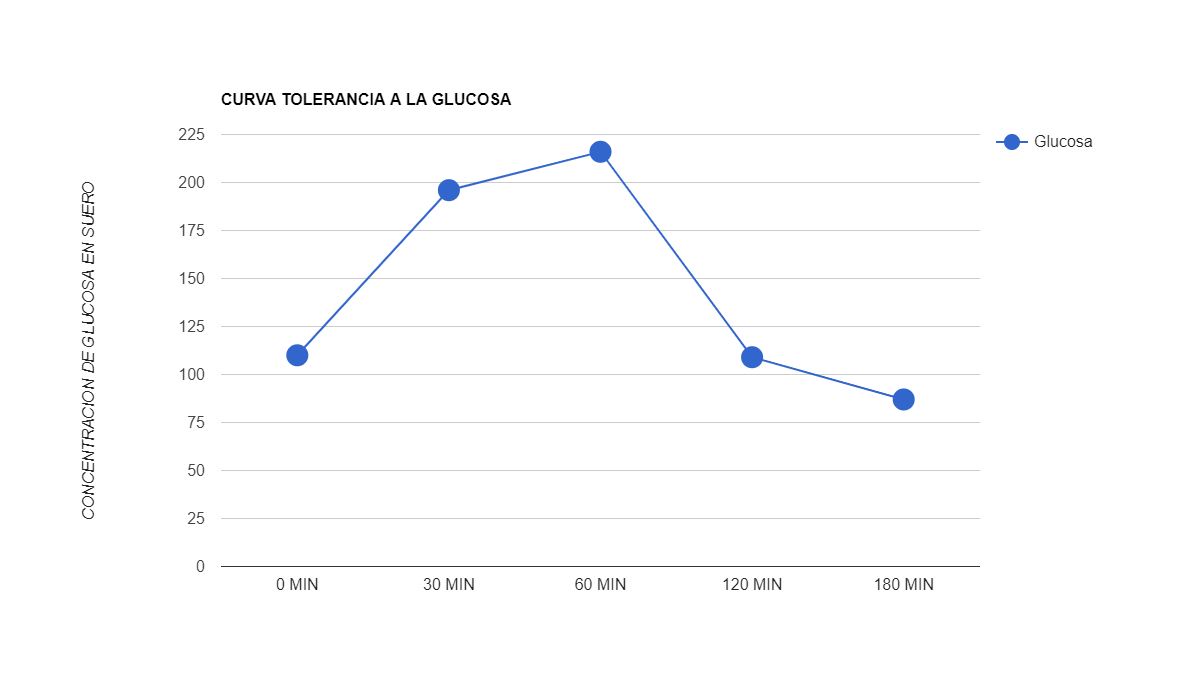 CURVA TOLERANCIA A LA GLUCOSA
Glucosa
CONCENTRACION DE GLUCOSA EN SUERO
225
200
175
150
125
100
75
50
25
0
0 MIN
30 MIN
60 MIN
120 MIN
180 MIN